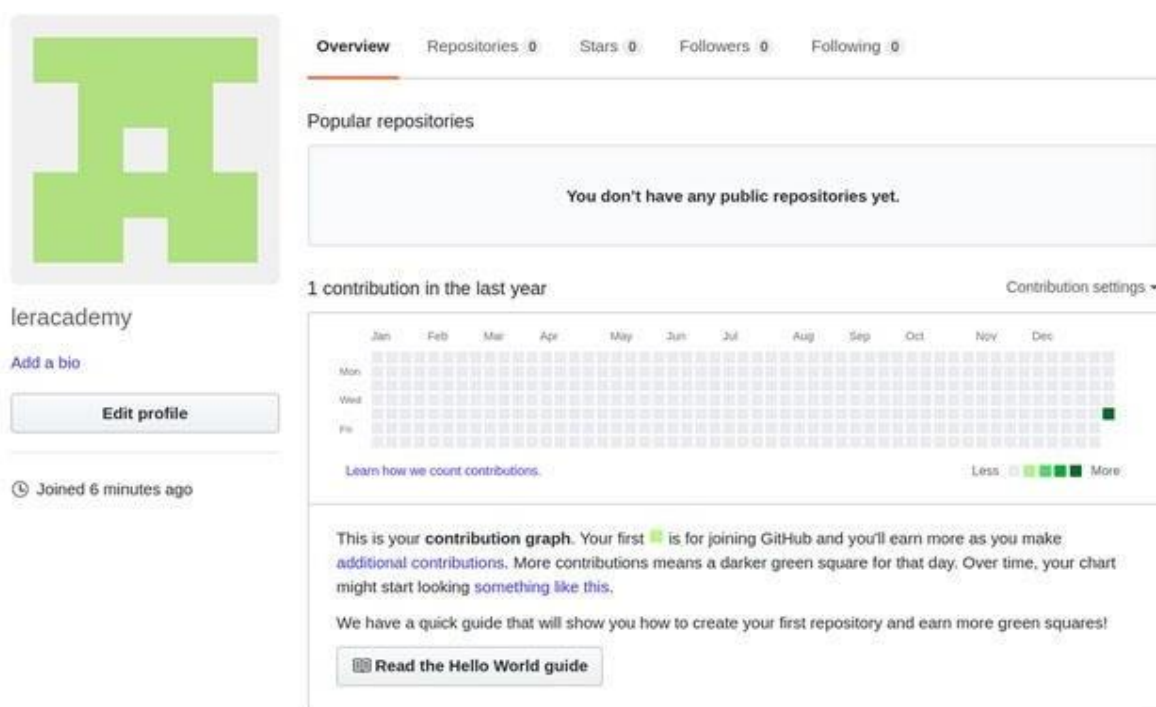 Overview Repositories 0 Stars 0 Followers 0 Following 0
Popular repositories
You don't have any public repositories yet.
1 contribution in the last year Contribution settings
Jan Feb Mar Apr May Jun Jul Aug Sep Oct Nov Dec
Mon
Wed
Fri
Learn how we count contributions. Less More
This is your contribution graph. Your first is for joining GitHub and you'll earn more as you make
additional contributions. More contributions means a darker green square for that day. Over time, your chart
might start looking something like this.
We have a quick guide that will show you how to create your first repository and earn more green squares!
Read the Hello World guide
leracademy
Add a bio
Edit profile
Joined 6 minutes ago